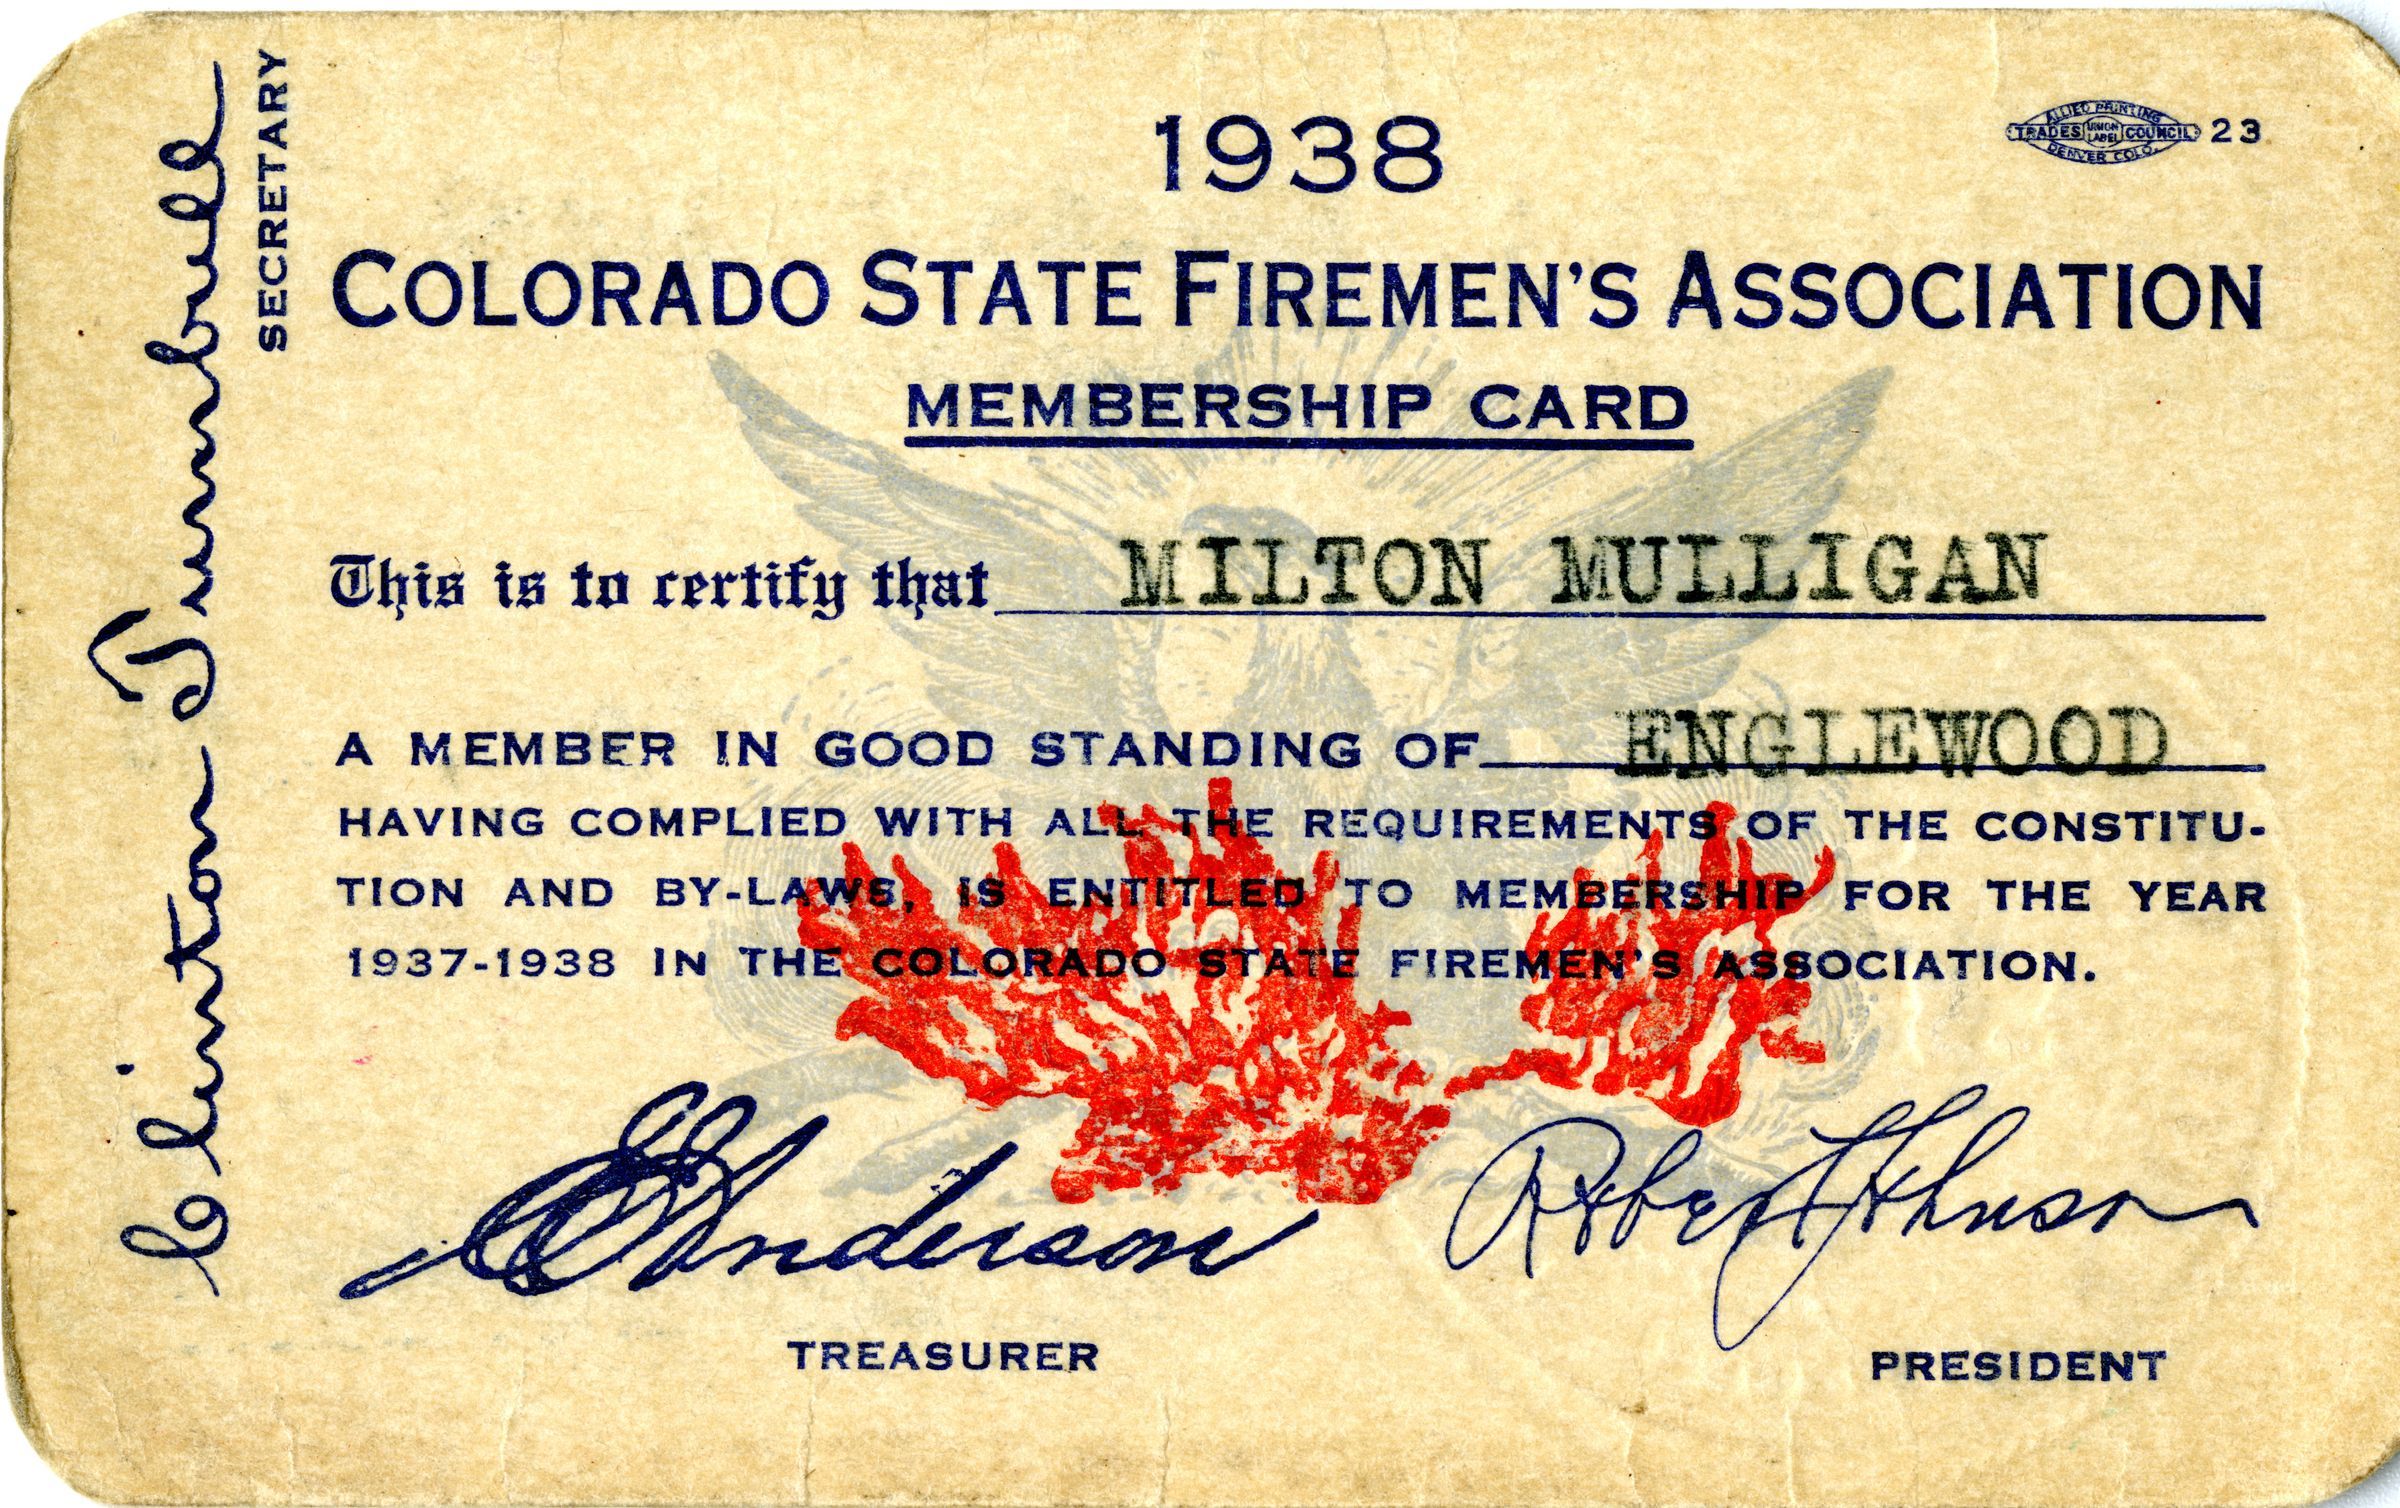 1938
ALLIED PRINTING
TRADES UNION LABEL COUNCIL 23
DENVER COLO.
COLORADO STATE FIREMEN'S ASSOCIATION
MEMBERSHIP CARD
This is to certify that MILTON MULLIGAN
A MEMBER IN GOOD STANDING OF ENGLEWOOD
HAVING COMPLIED WITH ALL THE REQUIREMENTS OF THE CONSTITU-
TION AND BY-LAWS, IS ENTITLED TO MEMBERSHIP FOR THE YEAR
1937-1938 IN THE COLORADO STATE FIREMEN'S ASSOCIATION.
Anderson
TREASURER
Robert Johnson
PRESIDENT
Clinton Turnbull
SECRETARY